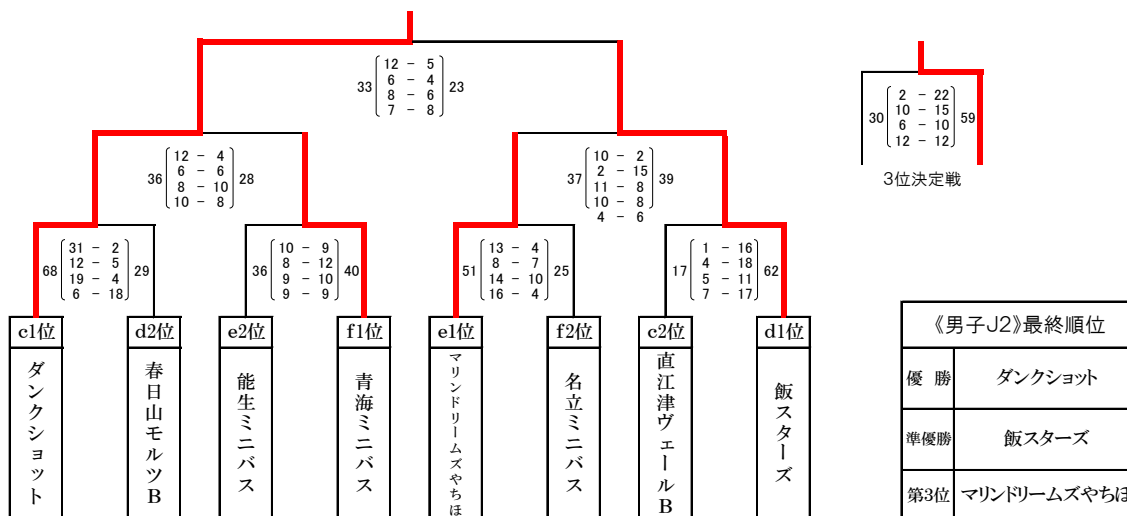 33 12 - 5 23
6 - 4
8 - 6
7 - 8
30 2 - 22 59
10 - 15
6 - 10
12 - 12
3位決定戦
36 12 - 4 28
6 - 6
8 - 10
10 - 8
37 10 - 2 39
2 - 15
11 - 8
10 - 8
4 - 6
68 31 - 2 29
12 - 5
19 - 4
6 - 18
36 10 - 9 40
8 - 12
9 - 10
9 - 9
51 13 - 4 25
8 - 7
14 - 10
16 - 4
17 1 - 16 62
4 - 18
5 - 11
7 - 17
c1位
ダンクショット
d2位
春日山モルツB
e2位
能生ミニバス
f1位
青海ミニバス
e1位
マリンドリームズやちほ
f2位
名立ミニバス
c2位
直江津ヴェールB
d1位
飯スターズ
《男子J2》最終順位
優 勝 ダンクショット
準優勝 飯スターズ
第3位 マリンドリームズやちほ